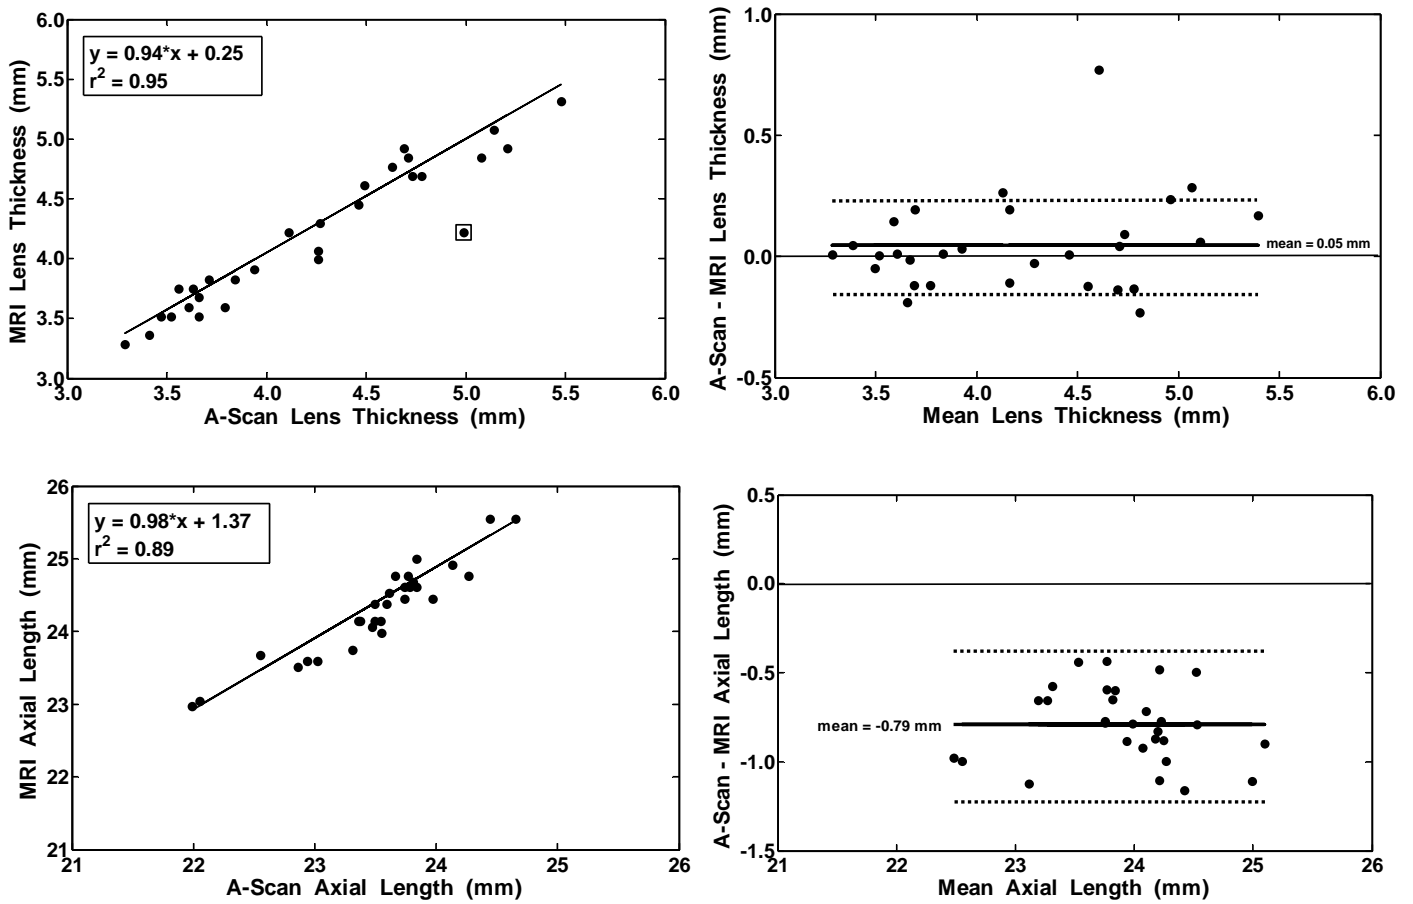 6.0
5.5
5.0
4.5
4.0
3.5
3.0
MRI Lens Thickness (mm)
y = 0.94*x + 0.25
r² = 0.95
3.0 3.5 4.0 4.5 5.0 5.5 6.0
A-Scan Lens Thickness (mm)
1.0
0.5
0.0
-0.5
A-Scan - MRI Lens Thickness (mm)
mean = 0.05 mm
3.0 3.5 4.0 4.5 5.0 5.5 6.0
Mean Lens Thickness (mm)
26
25
24
23
22
21
MRI Axial Length (mm)
y = 0.98*x + 1.37
r² = 0.89
21 22 23 24 25 26
A-Scan Axial Length (mm)
0.5
0.0
-0.5
-1.0
-1.5
A-Scan - MRI Axial Length (mm)
mean = -0.79 mm
21 22 23 24 25 26
Mean Axial Length (mm)